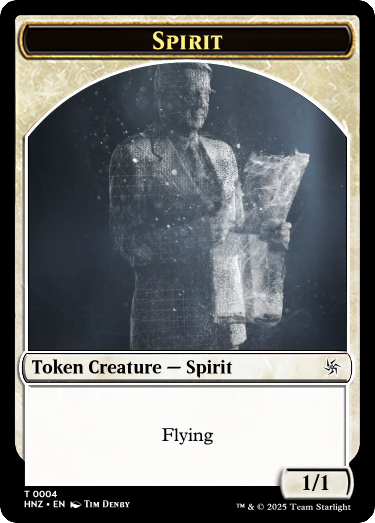 Spirit
Token Creature — Spirit
Flying
1/1
T 0004
HNZ • EN Tim Denby
™ & © 2025 Team Starlight